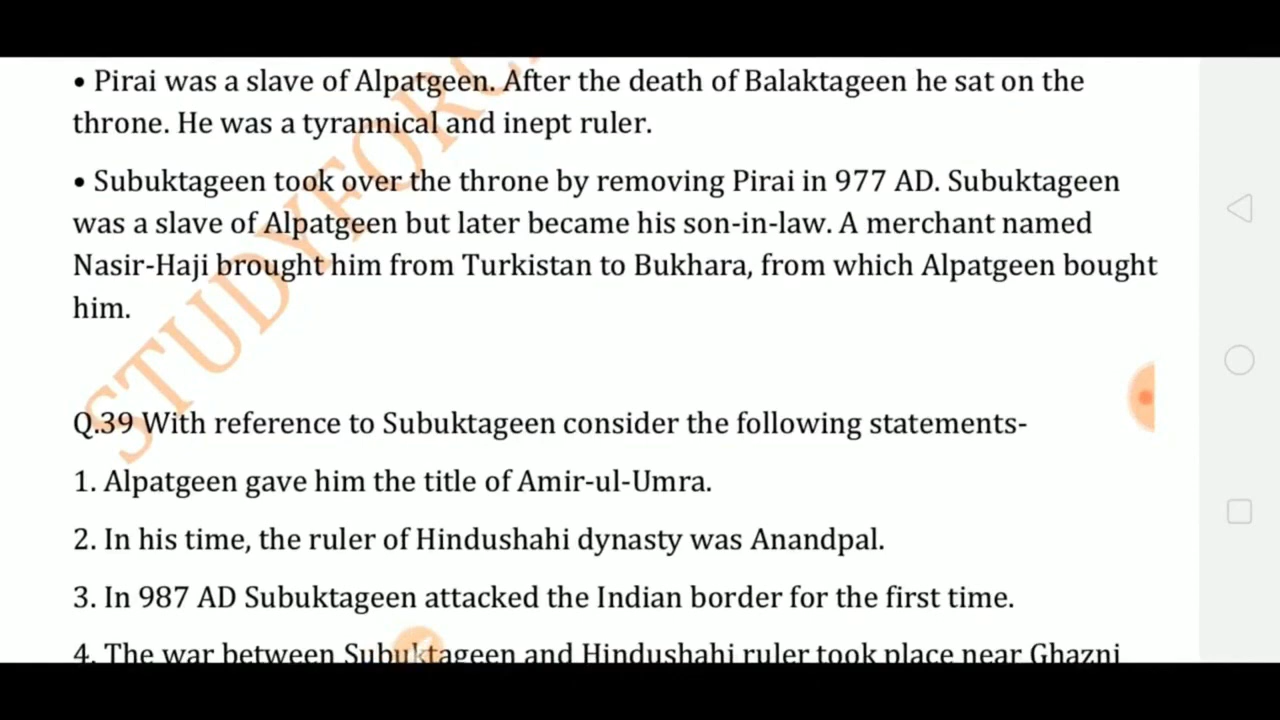 • Pirai was a slave of Alpatgeen. After the death of Balaktageen he sat on the
throne. He was a tyrannical and inept ruler.
• Subuktageen took over the throne by removing Pirai in 977 AD. Subuktageen
was a slave of Alpatgeen but later became his son-in-law. A merchant named
Nasir-Haji brought him from Turkistan to Bukhara, from which Alpatgeen bought
him.
Q.39 With reference to Subuktageen consider the following statements-
1. Alpatgeen gave him the title of Amir-ul-Umra.
2. In his time, the ruler of Hindushahi dynasty was Anandpal.
3. In 987 AD Subuktageen attacked the Indian border for the first time.
4. The war between Subuktageen and Hindushahi ruler took place near Ghazni